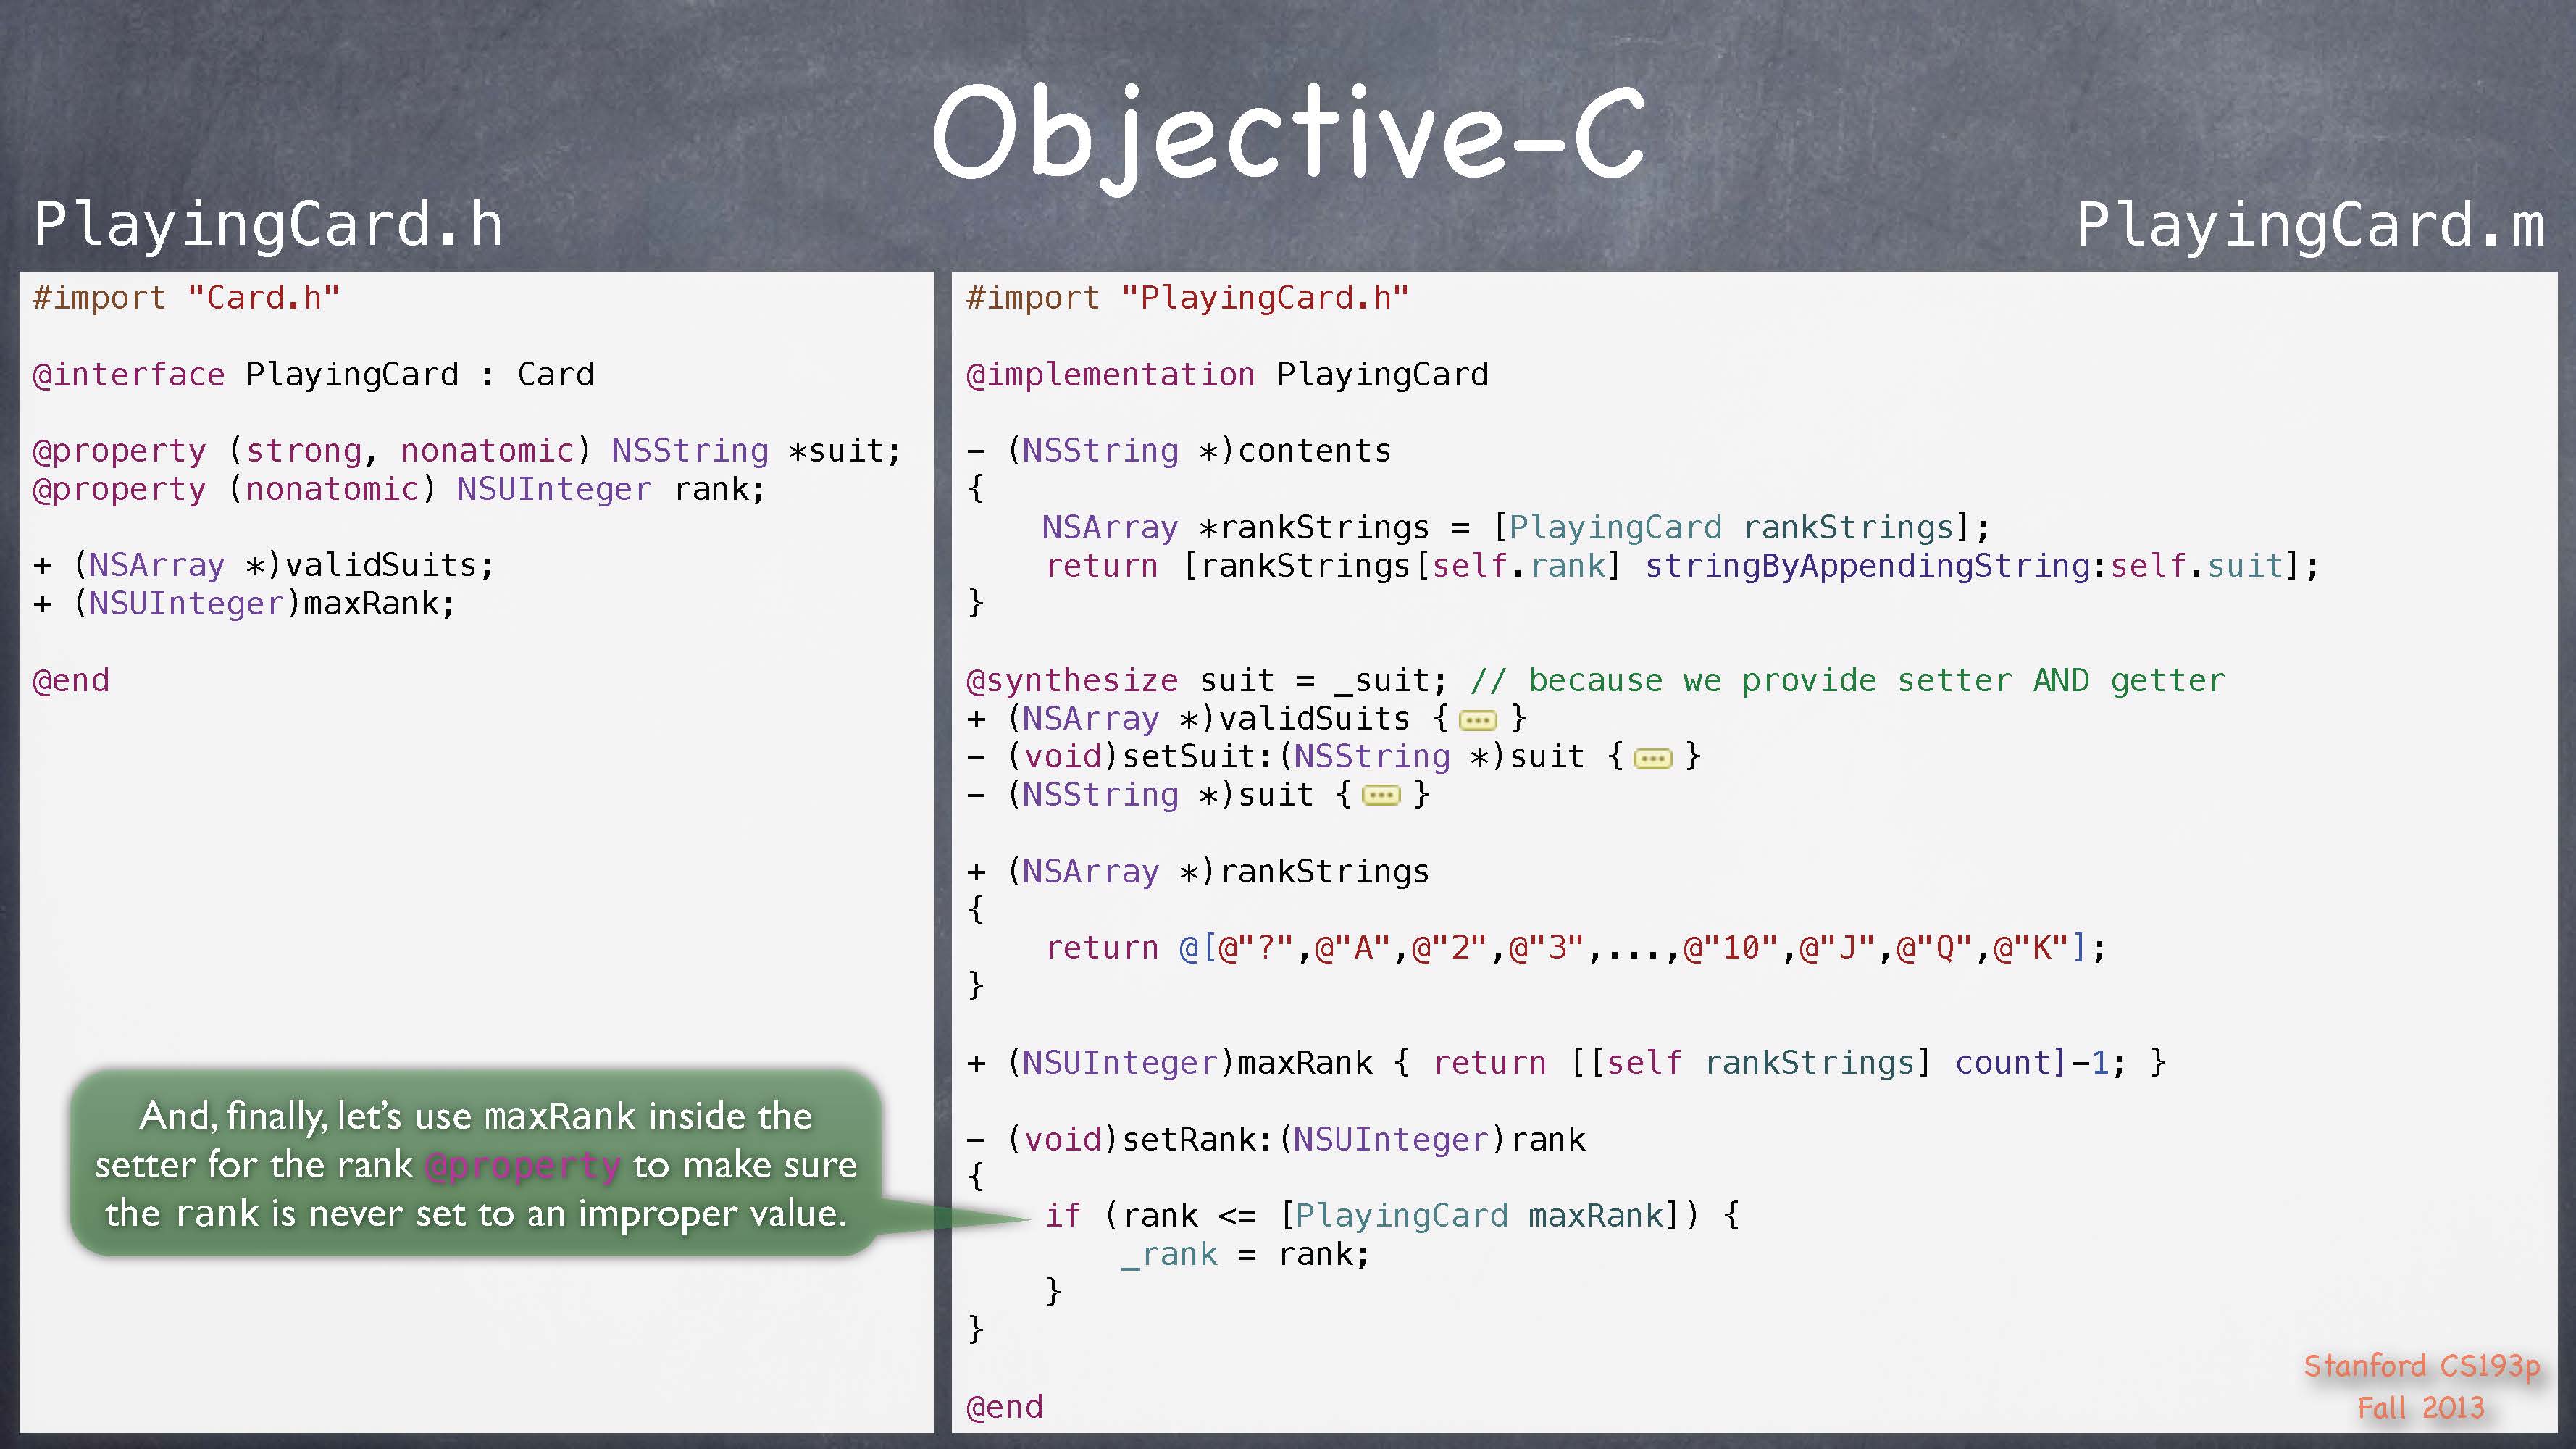 Objective-C
PlayingCard.h
#import "Card.h"
@interface PlayingCard : Card
@property (strong, nonatomic) NSString *suit;
@property (nonatomic) NSUInteger rank;
+ (NSArray *)validSuits;
+ (NSUInteger)maxRank;
@end
And, finally, let's use maxRank inside the
setter for the rank @property to make sure
the rank is never set to an improper value.
PlayingCard.m
#import "PlayingCard.h"
@implementation PlayingCard
- (NSString *)contents
{
    NSArray *rankStrings = [PlayingCard rankStrings];
    return [rankStrings[self.rank] stringByAppendingString:self.suit];
}
@synthesize suit = _suit; // because we provide setter AND getter
+ (NSArray *)validSuits { ... }
- (void)setSuit:(NSString *)suit { ... }
- (NSString *)suit { ... }
+ (NSArray *)rankStrings
{
    return @[@"?",@"A",@"2",@"3",...,@"10",@"J",@"Q",@"K"];
}
+ (NSUInteger)maxRank { return [[self rankStrings] count]-1; }
- (void)setRank:(NSUInteger)rank
{
    if (rank <= [PlayingCard maxRank]) {
        _rank = rank;
    }
}
@end
Stanford CS193p
Fall 2013